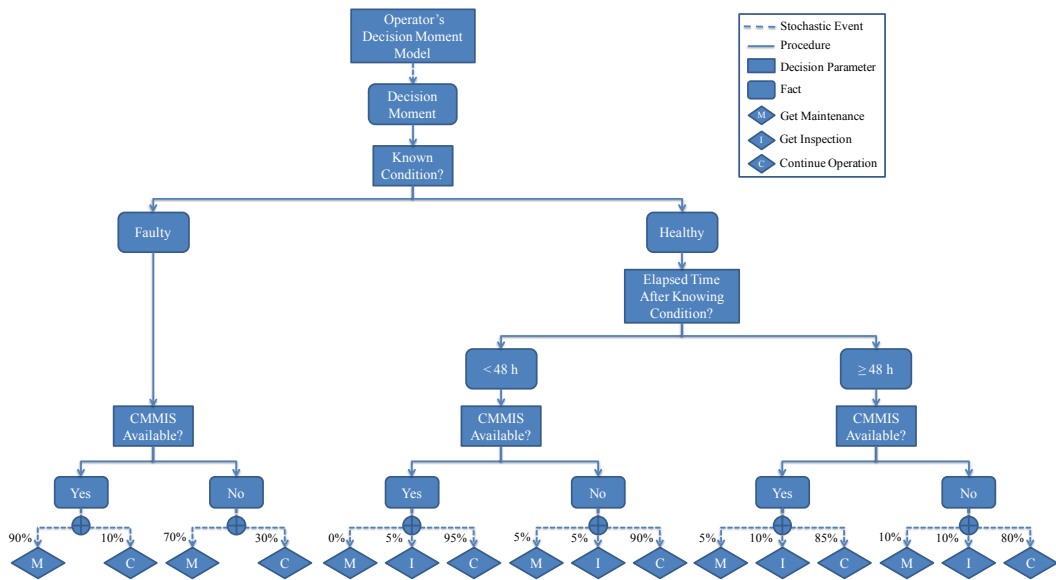 Operator's
Decision Moment
Model
Stochastic Event
Procedure
Decision Parameter
Fact
M Get Maintenance
I Get Inspection
C Continue Operation
Decision
Moment
Known
Condition?
Faulty
Healthy
Elapsed Time
After Knowing
Condition?
< 48 h
≥ 48 h
CMMIS
Available?
CMMIS
Available?
CMMIS
Available?
Yes
No
Yes
No
Yes
No
90%
10%
70%
30%
0%
5%
95%
5%
5%
90%
5%
10%
85%
10%
10%
80%
M
C
M
C
M
I
C
M
I
C
M
I
C
M
I
C